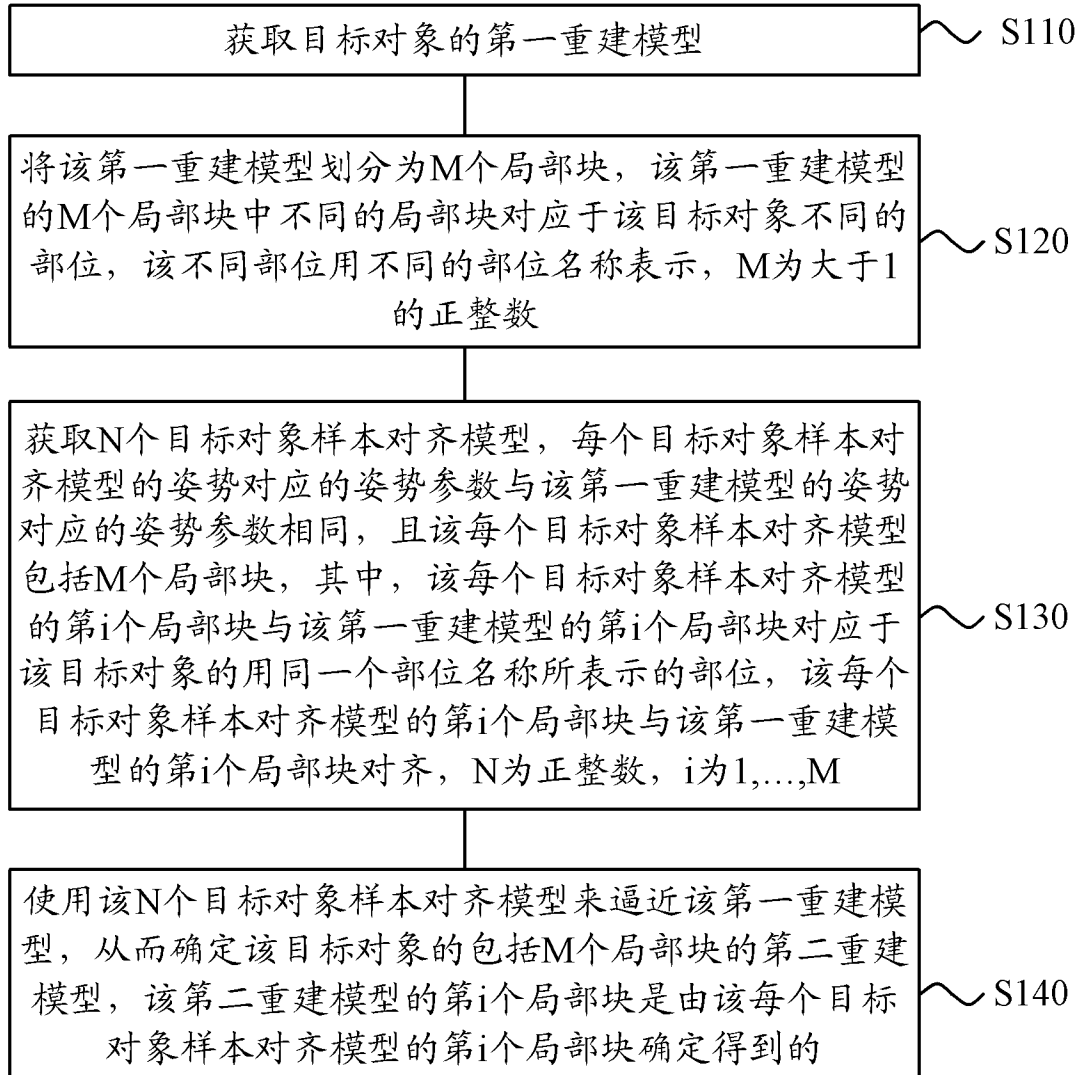 获取目标对象的第一重建模型
S110
将该第一重建模型划分为M个局部块，该第一重建模型
的M个局部块中不同的局部块对应于该目标对象不同的
部位，该不同部位用不同的部位名称表示，M为大于1
的正整数
S120
获取N个目标对象样本对齐模型，每个目标对象样本对
齐模型的姿势对应的姿势参数与该第一重建模型的姿势
对应的姿势参数相同，且该每个目标对象样本对齐模型
包括M个局部块，其中，该每个目标对象样本对齐模型
的第i个局部块与该第一重建模型的第i个局部块对应于
该目标对象的用同一个部位名称所表示的部位，该每个
目标对象样本对齐模型的第i个局部块与该第一重建模
型的第i个局部块对齐，N为正整数，i为1,…,M
S130
使用该N个目标对象样本对齐模型来逼近该第一重建模
型，从而确定该目标对象的包括M个局部块的第二重建
模型，该第二重建模型的第i个局部块是由该每个目标
对象样本对齐模型的第i个局部块确定得到的
S140